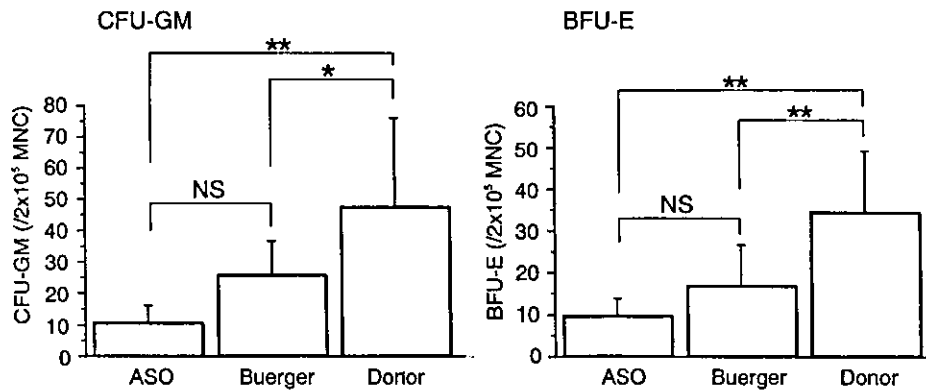 CFU-GM
**
*
NS
CFU-GM (/2x10⁵ MNC)
80
70
60
50
40
30
20
10
0
ASO Buerger Donor
BFU-E
**
**
NS
BFU-E (/2x10⁵ MNC)
60
50
40
30
20
10
0
ASO Buerger Donor